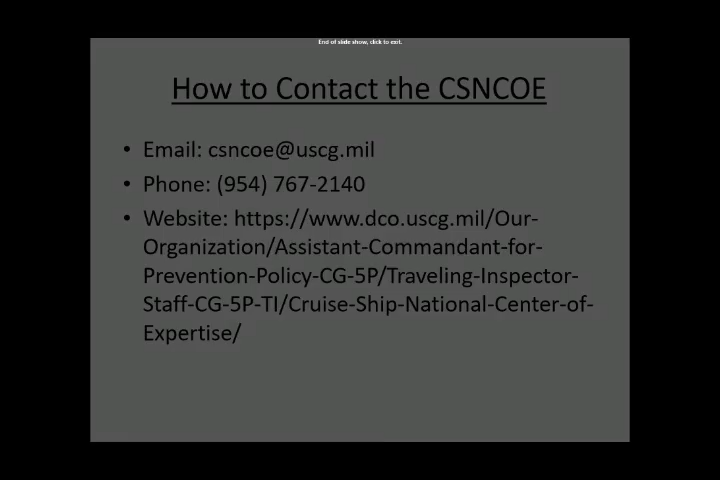 End of slide show, click to exit.
How to Contact the CSNCOE
• Email: csncoe@uscg.mil
• Phone: (954) 767-2140
• Website: https://www.dco.uscg.mil/Our-
Organization/Assistant-Commandant-for-
Prevention-Policy-CG-5P/Traveling-Inspector-
Staff-CG-5P-TI/Cruise-Ship-National-Center-of-
Expertise/